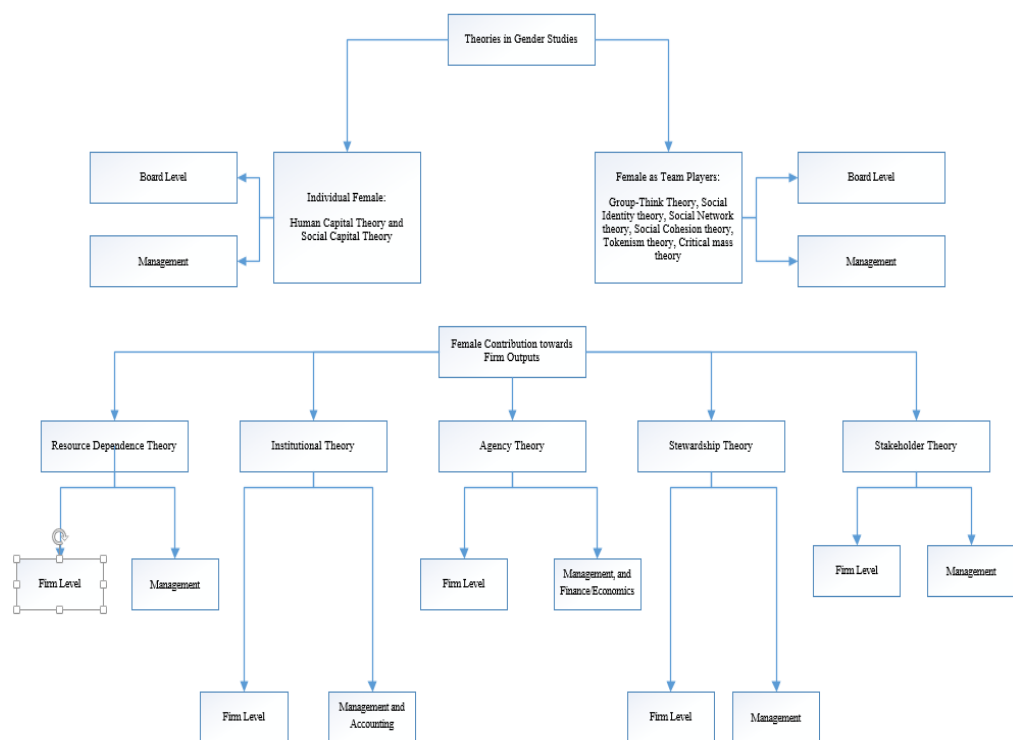 Theories in Gender Studies
Board Level
Management
Individual Female:
Human Capital Theory and
Social Capital Theory
Female as Team Players:
Group-Think Theory, Social
Identity theory, Social Network
theory, Social Cohesion theory,
Tokenism theory, Critical mass
theory
Board Level
Management
Female Contribution towards
Firm Outputs
Resource Dependence Theory
Institutional Theory
Agency Theory
Stewardship Theory
Stakeholder Theory
Firm Level
Management
Firm Level
Management, and
Finance/Economics
Firm Level
Management
Firm Level
Management and
Accounting
Firm Level
Management